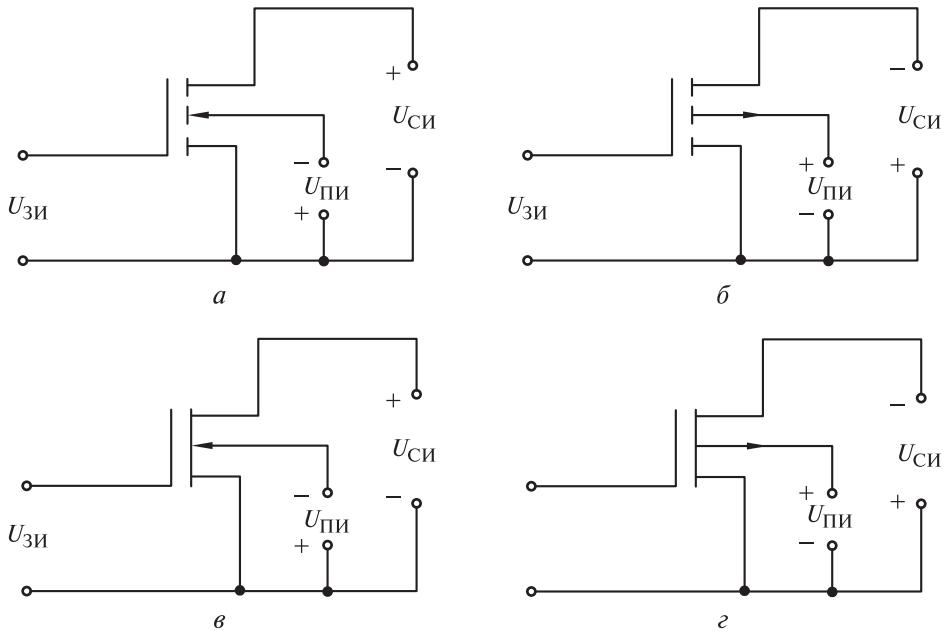 + −
U_СИ U_СИ
− + − +
U_ПИ U_ПИ
U_ЗИ + U_ЗИ −
а б
+ −
U_СИ U_СИ
− − + +
U_ПИ U_ПИ
U_ЗИ + −
в г